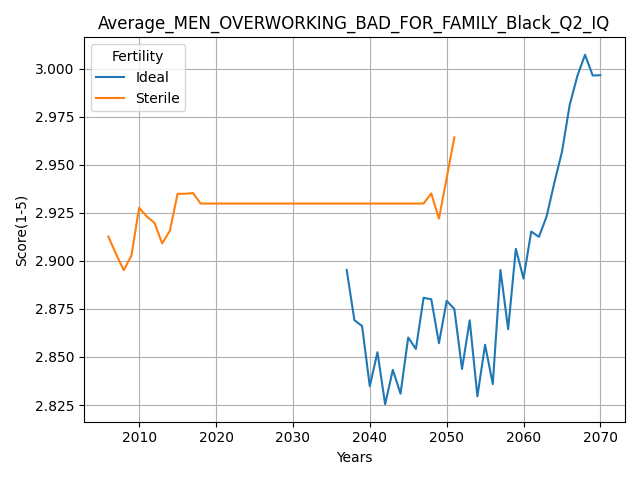 Average_MEN_OVERWORKING_BAD_FOR_FAMILY_Black_Q2_IQ
Fertility
Ideal
Sterile
Score(1-5)
3.000
2.975
2.950
2.925
2.900
2.875
2.850
2.825
2010 2020 2030 2040 2050 2060 2070
Years